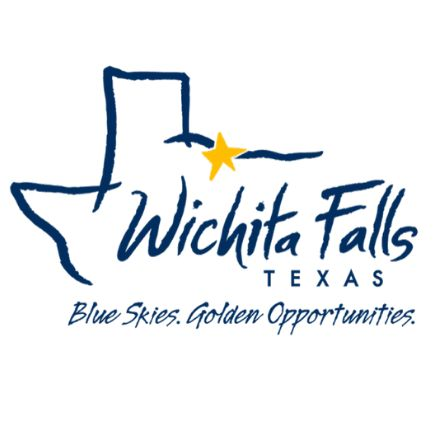 Wichita Falls
TEXAS
Blue Skies. Golden Opportunities.